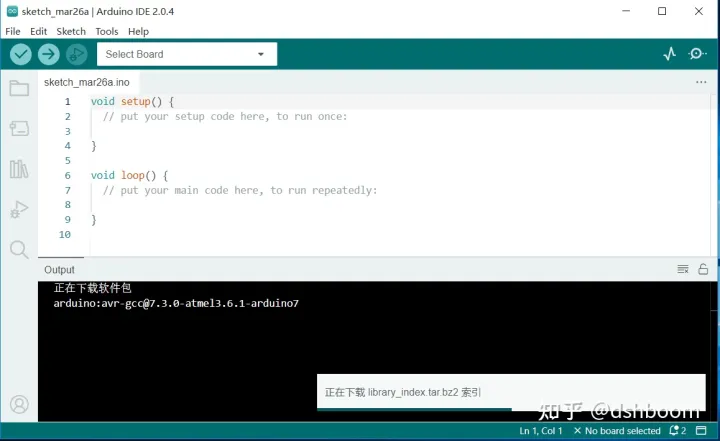 sketch_mar26a | Arduino IDE 2.0.4
File Edit Sketch Tools Help
Select Board
sketch_mar26a.ino
1 void setup() {
2 // put your setup code here, to run once:
3
4 }
5
6 void loop() {
7 // put your main code here, to run repeatedly:
8
9 }
10
Output
正在下载软件包
arduino:avr-gcc@7.3.0-atmel3.6.1-arduino7
正在下载 library_index.tar.bz2 索引
知乎 @dshboom
Ln 1, Col 1 × No board selected 2